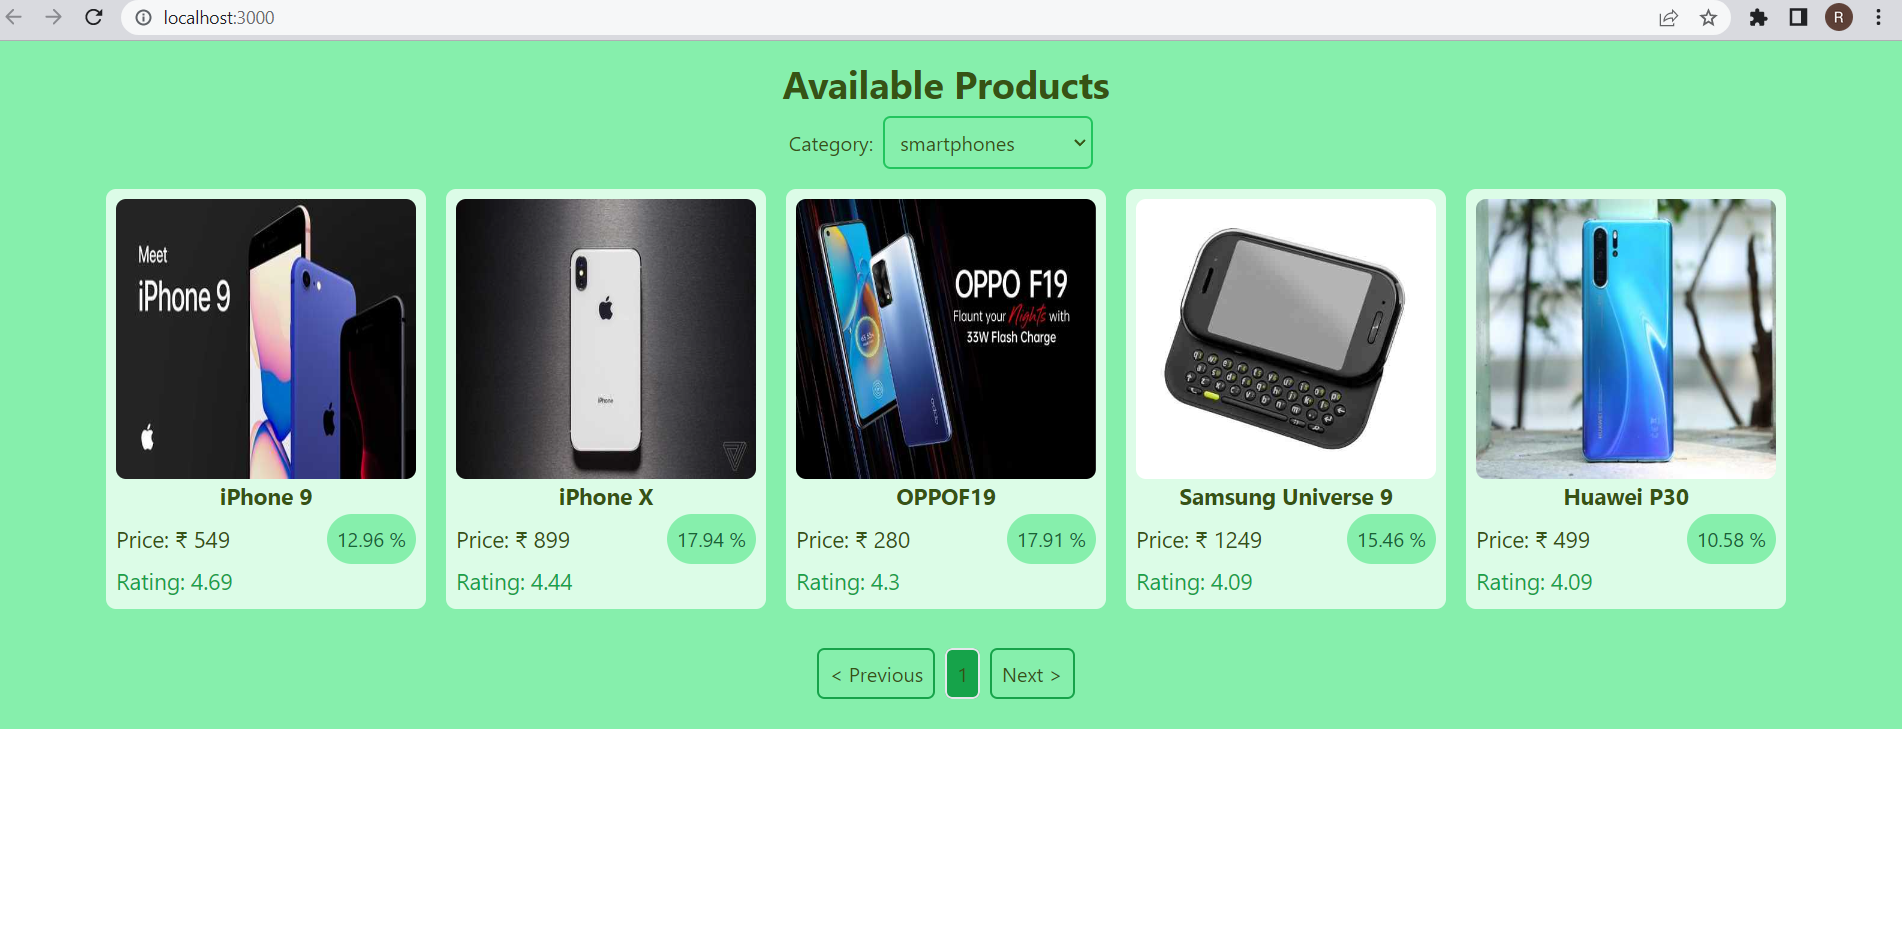 localhost:3000
R
Available Products
Category: smartphones
Meet
iPhone 9
iPhone
OPPO F19
Flaunt your Nights with
33W Flash Charge
iPhone 9
Price: ₹ 549
12.96 %
Rating: 4.69
iPhone X
Price: ₹ 899
17.94 %
Rating: 4.44
OPPOF19
Price: ₹ 280
17.91 %
Rating: 4.3
Samsung Universe 9
Price: ₹ 1249
15.46 %
Rating: 4.09
Huawei P30
Price: ₹ 499
10.58 %
Rating: 4.09
< Previous
1
Next >